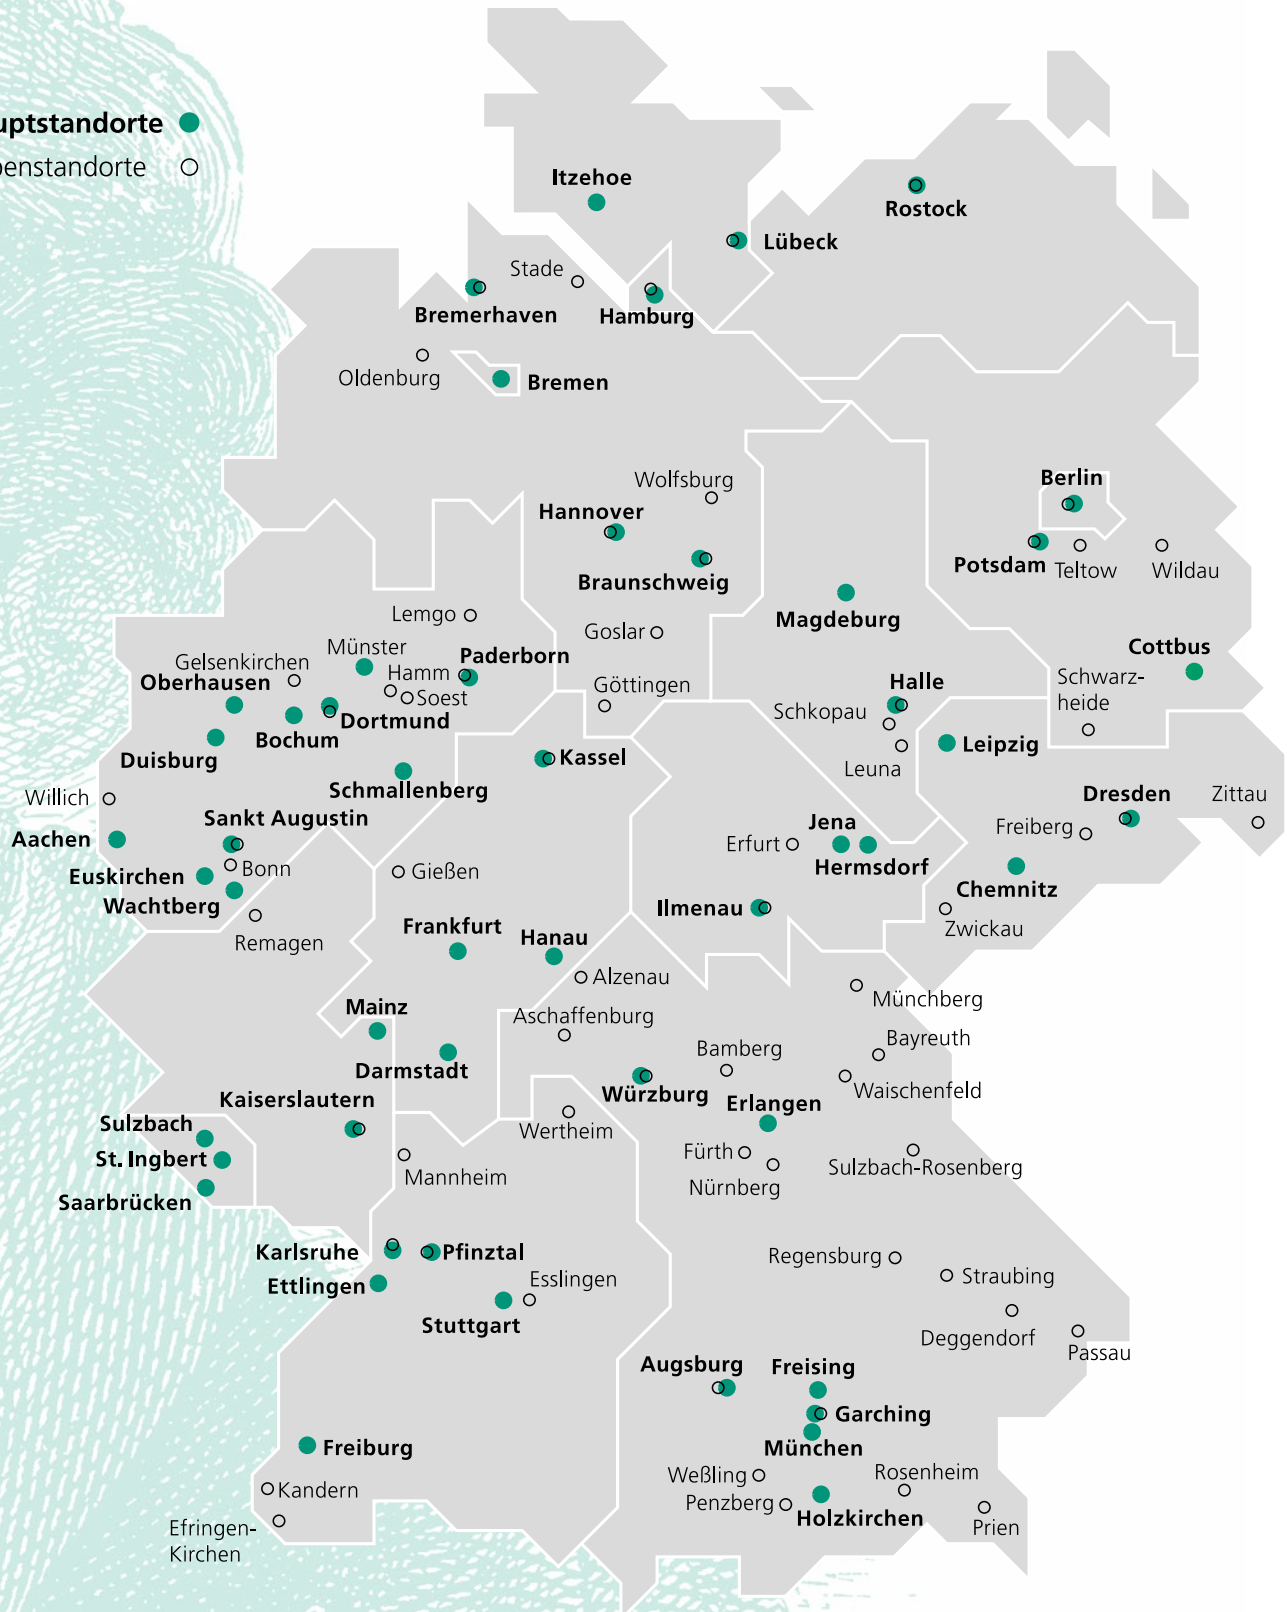 uptstandorte
benstandorte
Itzehoe
Rostock
Lübeck
Stade
Bremerhaven
Hamburg
Oldenburg
Bremen
Wolfsburg
Berlin
Hannover
Braunschweig
Potsdam
Teltow
Wildau
Magdeburg
Lemgo
Goslar
Münster
Cottbus
Gelsenkirchen
Hamm
Paderborn
Oberhausen
Soest
Göttingen
Halle
Schwarz-
heide
Schkopau
Dortmund
Bochum
Duisburg
Kassel
Leipzig
Leuna
Schmallenberg
Willich
Dresden
Zittau
Sankt Augustin
Aachen
Jena
Freiberg
Erfurt
Hermsdorf
Bonn
Gießen
Euskirchen
Chemnitz
Wachtberg
Ilmenau
Frankfurt
Zwickau
Remagen
Hanau
Alzenau
Münchberg
Mainz
Aschaffenburg
Bayreuth
Bamberg
Darmstadt
Waischenfeld
Würzburg
Kaiserslautern
Erlangen
Sulzbach
Wertheim
Fürth
St. Ingbert
Sulzbach-Rosenberg
Mannheim
Nürnberg
Saarbrücken
Karlsruhe
Pfinztal
Regensburg
Straubing
Ettlingen
Esslingen
Stuttgart
Deggendorf
Passau
Augsburg
Freising
Garching
Freiburg
München
Weßling
Rosenheim
Kandern
Penzberg
Holzkirchen
Prien
Efringen-
Kirchen